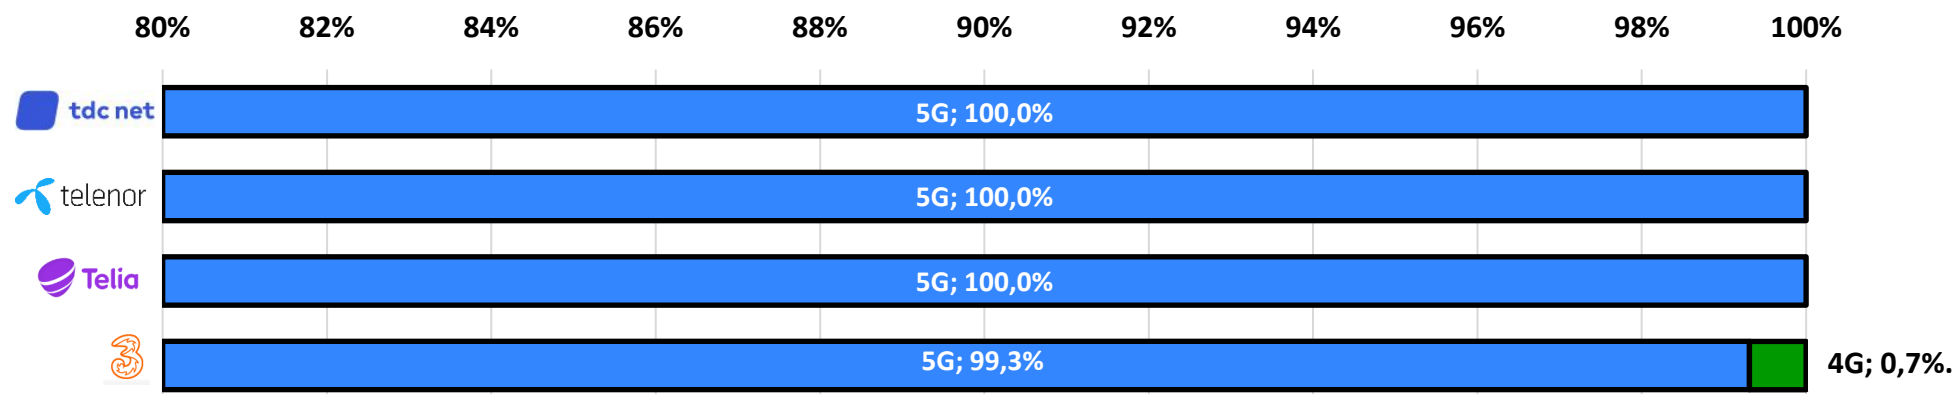 80% 82% 84% 86% 88% 90% 92% 94% 96% 98% 100%
tdc net 5G; 100,0%
telenor 5G; 100,0%
Telia 5G; 100,0%
3 5G; 99,3% 4G; 0,7%.